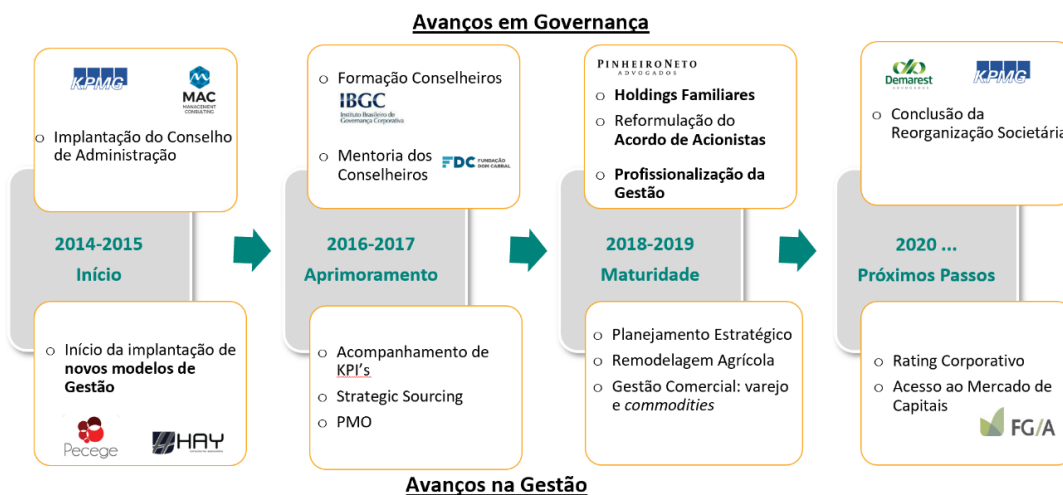 Avanços em Governança
KPMG
MAC
MANAGEMENT
CONSULTING
o Implantação do Conselho
de Administração
2014-2015
Início
o Início da implantação de
novos modelos de
Gestão
Pecege
HAY
o Formação Conselheiros
IBGC
Instituto Brasileiro de
Governança Corporativa
o Mentoria dos
Conselheiros
FDC FUNDAÇÃO
DOM CABRAL
2016-2017
Aprimoramento
o Acompanhamento de
KPI's
o Strategic Sourcing
o PMO
PINHEIRONETO
ADVOGADOS
o Holdings Familiares
o Reformulação do
Acordo de Acionistas
o Profissionalização da
Gestão
2018-2019
Maturidade
o Planejamento Estratégico
o Remodelagem Agrícola
o Gestão Comercial: varejo
e commodities
Demarest
ADVOGADOS
KPMG
o Conclusão da
Reorganização Societária
2020 ...
Próximos Passos
o Rating Corporativo
o Acesso ao Mercado de
Capitais
FG/A
Avanços na Gestão